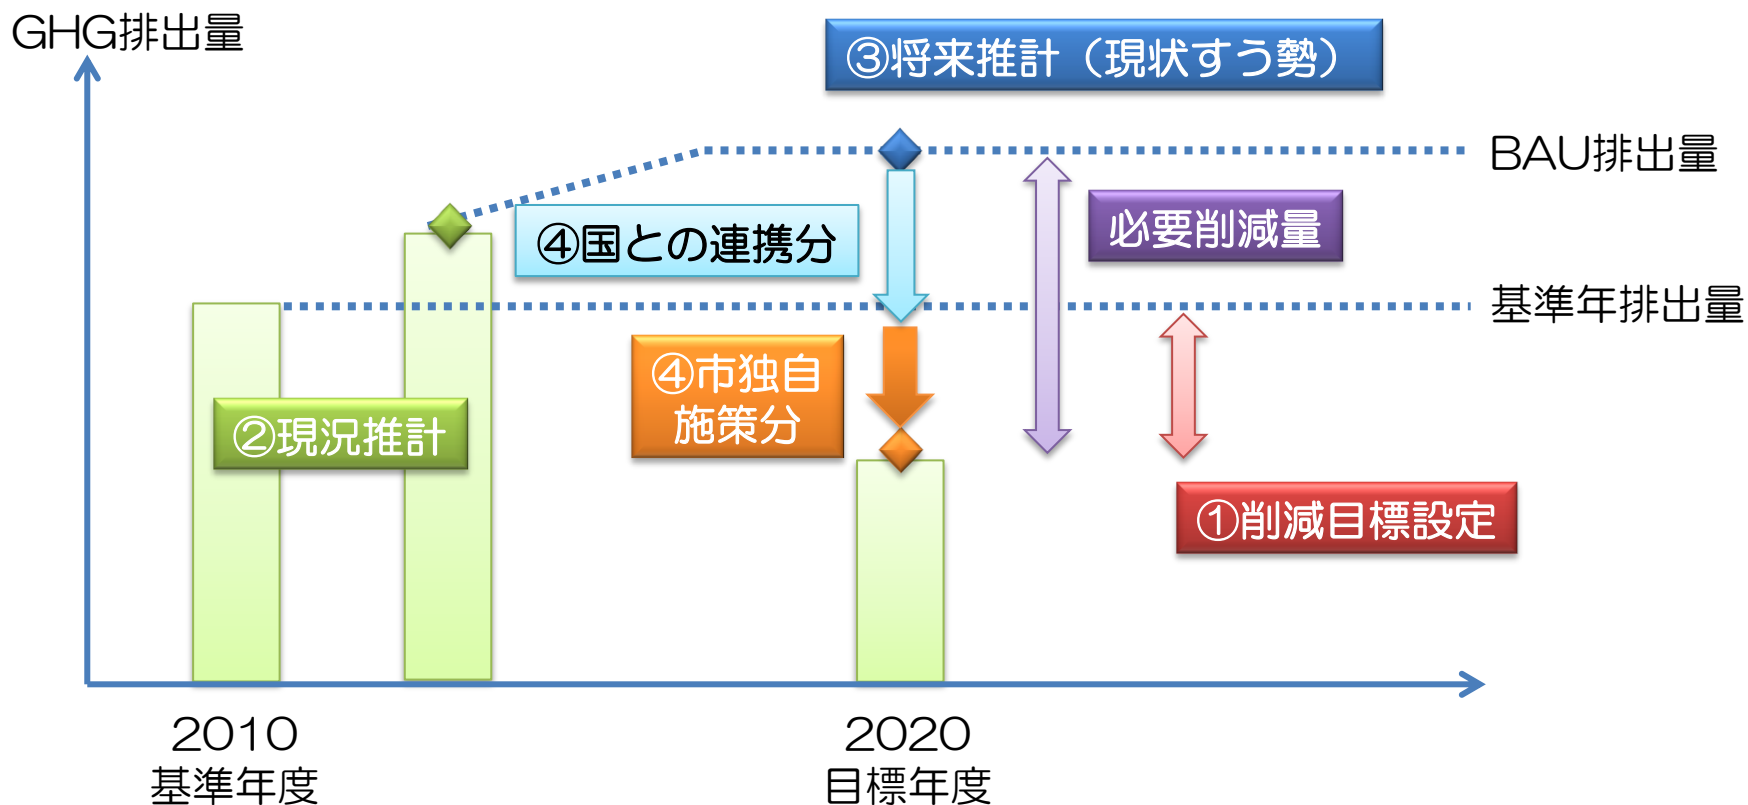 GHG排出量
③将来推計（現状すう勢）
BAU排出量
必要削減量
④国との連携分
基準年排出量
④市独自
施策分
②現況推計
①削減目標設定
2010
基準年度
2020
目標年度